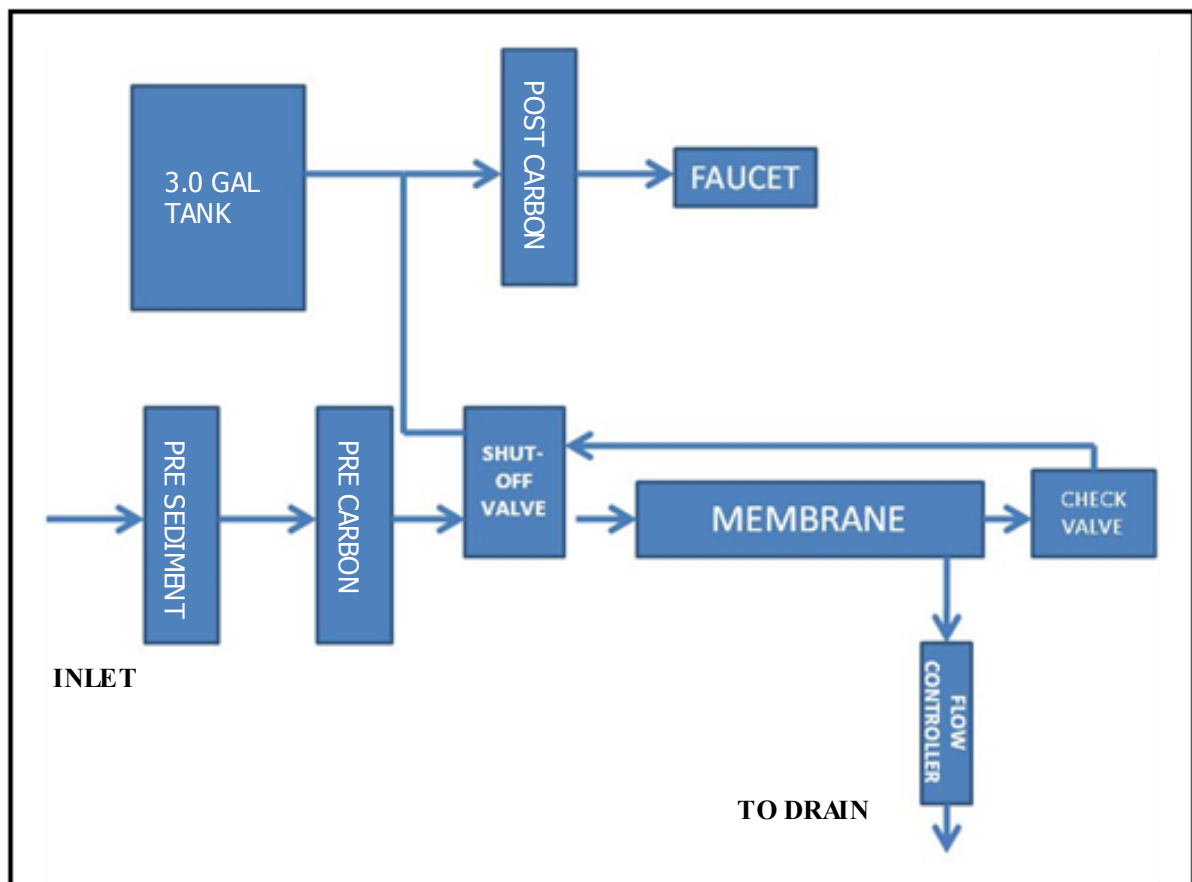 3.0 GAL
TANK
POST CARBON
FAUCET
PRE SEDIMENT
PRE CARBON
SHUT-
OFF
VALVE
MEMBRANE
CHECK
VALVE
INLET
FLOW
CONTROLLER
TO DRAIN